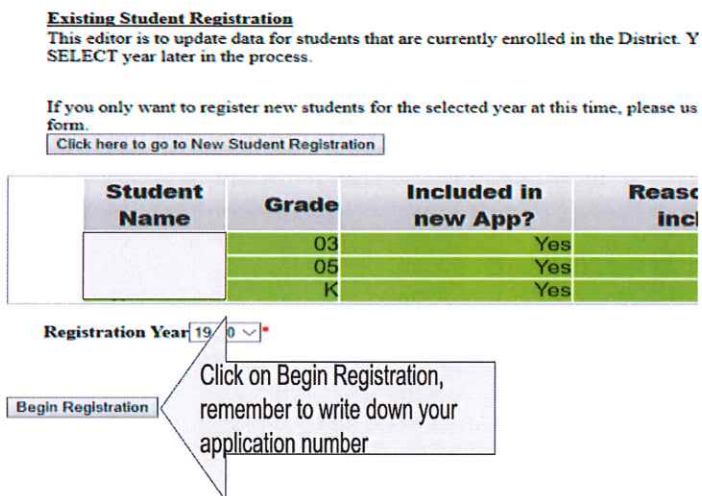 Existing Student Registration
This editor is to update data for students that are currently enrolled in the District. Y
SELECT year later in the process.
If you only want to register new students for the selected year at this time, please us
form.
Click here to go to New Student Registration
Student Name Grade Included in new App?
03 Yes
05 Yes
K Yes
Registration Year 19 0 *
Click on Begin Registration,
Begin Registration remember to write down your
application number